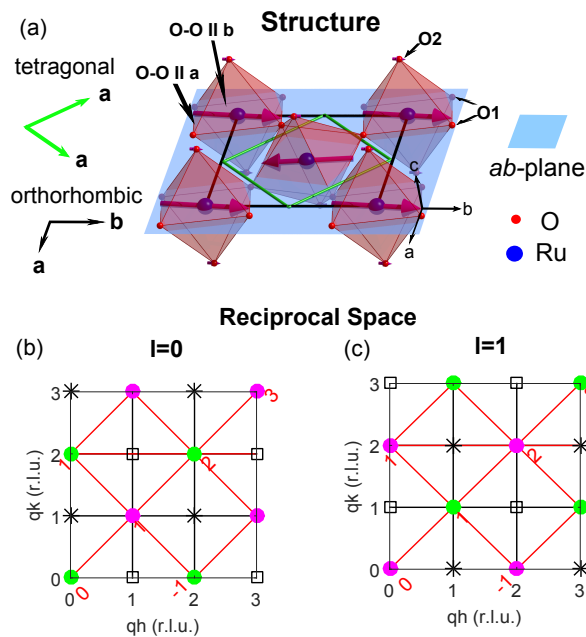 (a)
Structure
O-O II b
O-O II a
O2
O1
tetragonal
a
a
orthorhombic
b
a
c
b
a
ab-plane
O
Ru
Reciprocal Space
(b)
l=0
(c)
l=1
3
2
1
0
qk (r.l.u.)
0
1
2
3
qh (r.l.u.)
0
1
-1
2
3
3
2
1
0
qk (r.l.u.)
0
1
2
3
qh (r.l.u.)
0
1
-1
2